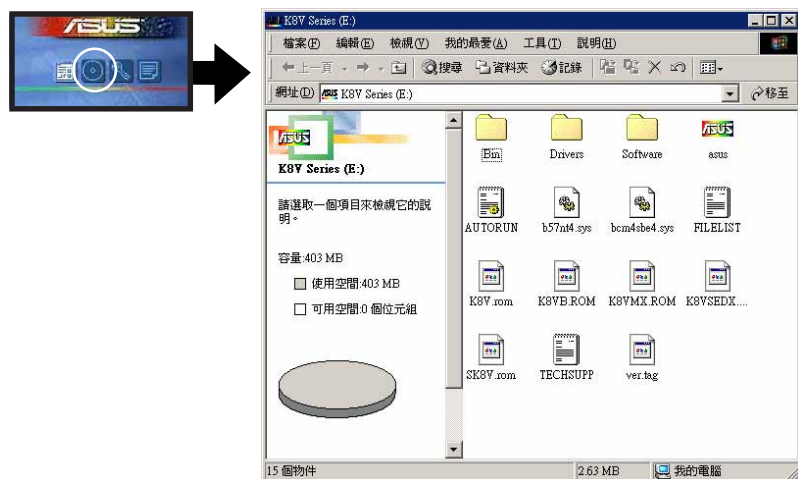 ASUS
K8V Series (E:)
檔案(F) 編輯(E) 檢視(V) 我的最愛(A) 工具(T) 說明(H)
上一頁 搜尋 資料夾 記錄
網址(D) K8V Series (E:) 移至
ASUS
K8V Series (E:)
請選取一個項目來檢視它的說
明。
容量:403 MB
使用空間:403 MB
可用空間:0 個位元組
Bin Drivers Software asus
AUTORUN b57nt4.sys bcm4sbe4.sys FILELIST
K8V.rom K8VB.ROM K8VMX.ROM K8VSEDX....
SK8V.rom TECHSUPP ver.tag
15 個物件 2.63 MB 我的電腦